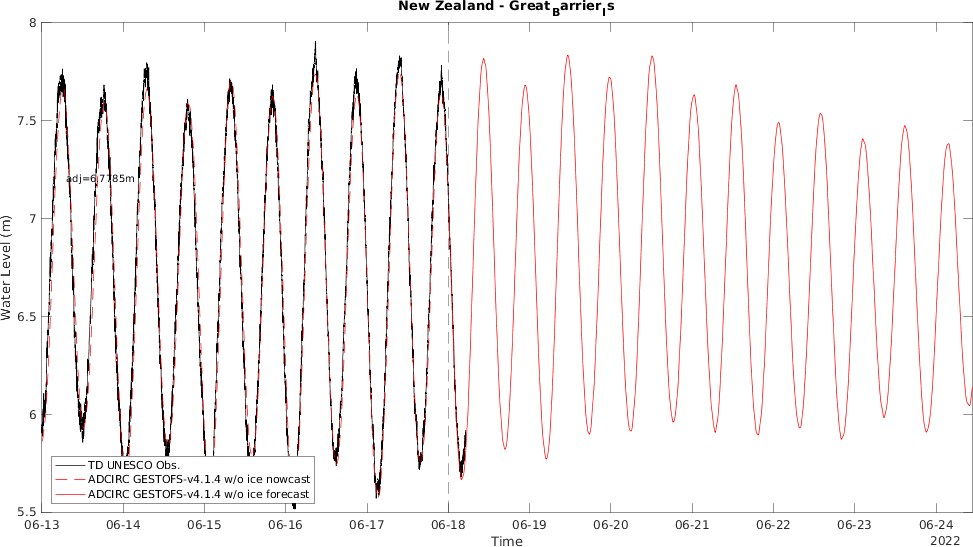 New Zealand - GreatBarrierIs
8
7.5
7
6.5
6
5.5
Water Level (m)
adj=6.7785m
TD UNESCO Obs.
ADCIRC GESTOFS-v4.1.4 w/o ice nowcast
ADCIRC GESTOFS-v4.1.4 w/o ice forecast
06-13 06-14 06-15 06-16 06-17 06-18 06-19 06-20 06-21 06-22 06-23 06-24
Time
2022